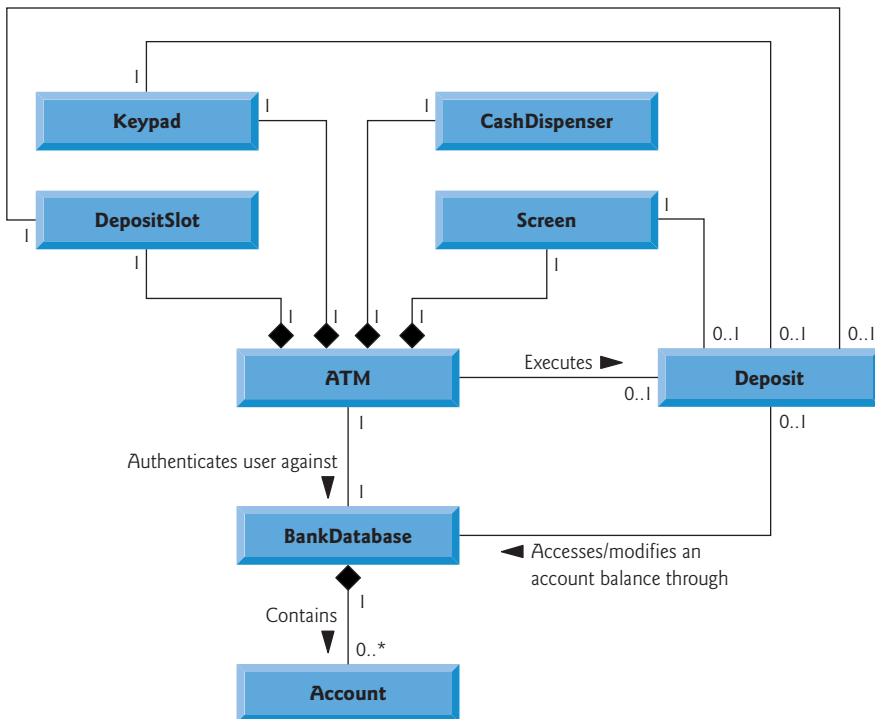 1
1
1
Keypad
CashDispenser
1
DepositSlot
Screen
1
1
1
1
1
1
1
0..1
0..1
0..1
Executes
ATM
Deposit
0..1
1
0..1
Authenticates user against
1
BankDatabase
Accesses/modifies an
account balance through
1
Contains
0..*
Account